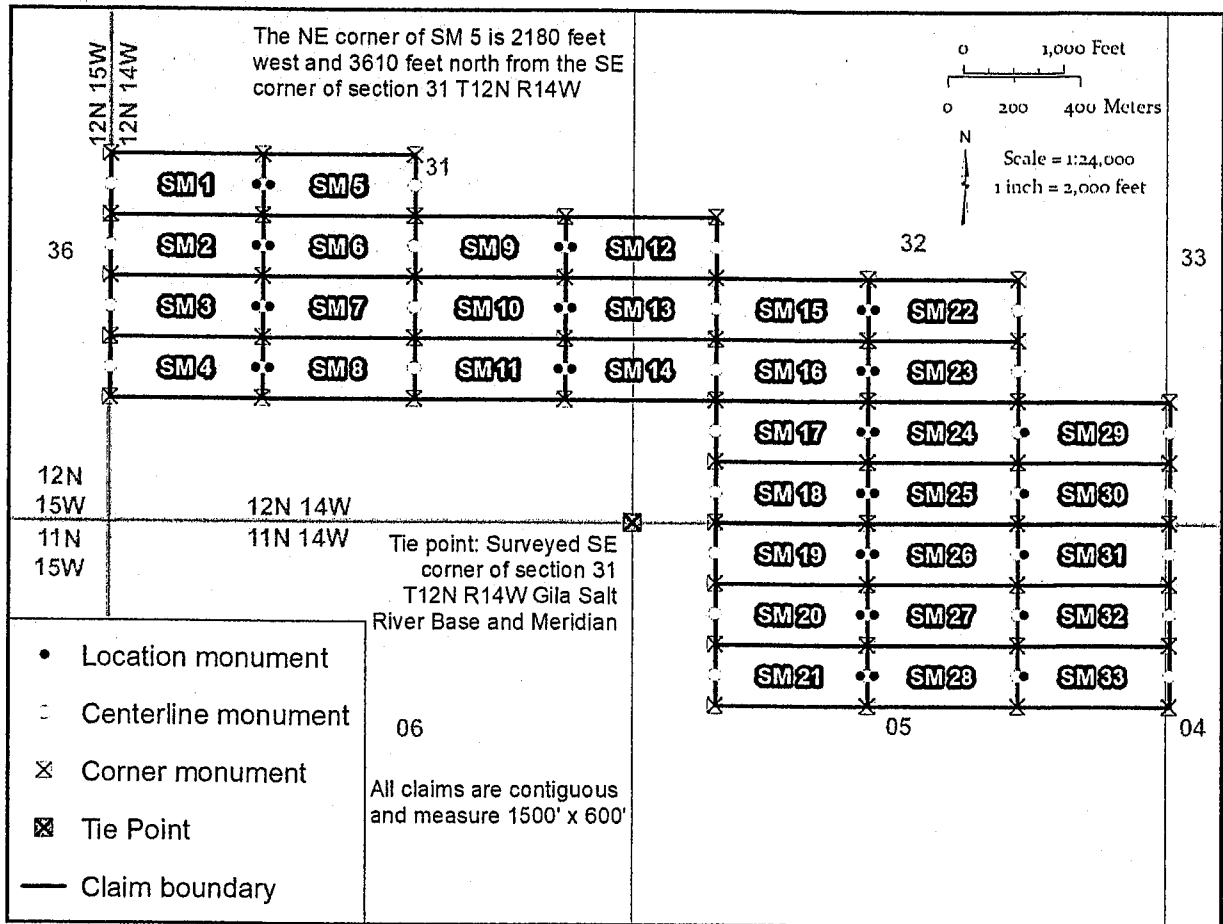 12N 15W
12N 14W
The NE corner of SM 5 is 2180 feet
west and 3610 feet north from the SE
corner of section 31 T12N R14W
0 1,000 Feet
0 200 400 Meters
N
Scale = 1:24,000
1 inch = 2,000 feet
31
32
33
36
SM 1 SM 5
SM 2 SM 6 SM 9 SM 12
SM 3 SM 7 SM 10 SM 13 SM 15 SM 22
SM 4 SM 8 SM 11 SM 14 SM 16 SM 23
SM 17 SM 24 SM 29
SM 18 SM 25 SM 30
SM 19 SM 26 SM 31
SM 20 SM 27 SM 32
SM 21 SM 28 SM 33
12N
15W
12N 14W
11N
15W
11N 14W
Tie point: Surveyed SE
corner of section 31
T12N R14W Gila Salt
River Base and Meridian
06
05
04
All claims are contiguous
and measure 1500' x 600'
Location monument
Centerline monument
Corner monument
Tie Point
Claim boundary